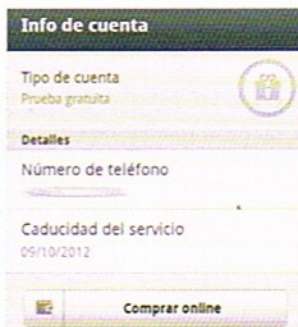 Info de cuenta
Tipo de cuenta
Prueba gratuita
Detalles
Número de teléfono
Caducidad del servicio
09/10/2012
Comprar online